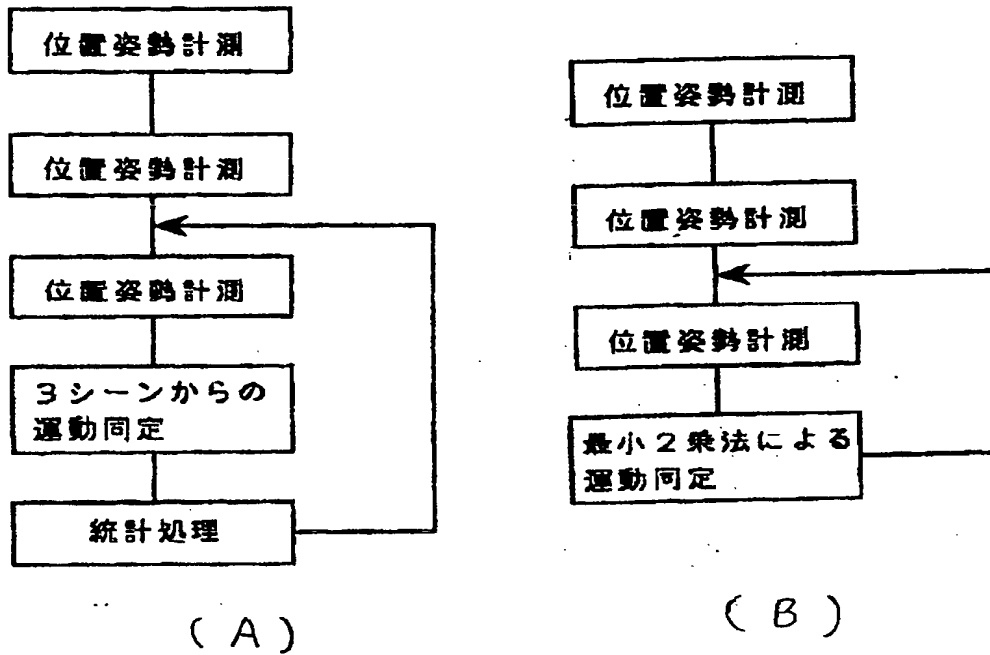 位置姿勢計測
位置姿勢計測
位置姿勢計測
3シーンからの
運動同定
統計処理
(A)
位置姿勢計測
位置姿勢計測
位置姿勢計測
最小2乗法による
運動同定
(B)